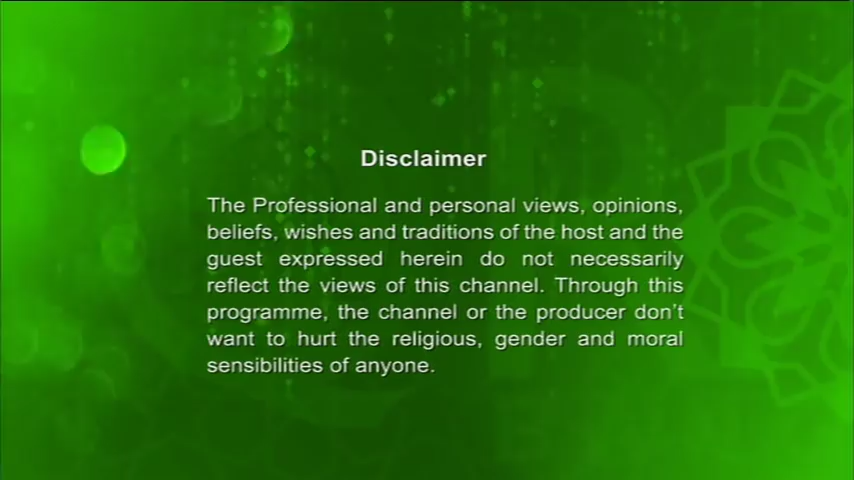 Disclaimer
The Professional and personal views, opinions,
beliefs, wishes and traditions of the host and the
guest expressed herein do not necessarily
reflect the views of this channel. Through this
programme, the channel or the producer don't
want to hurt the religious, gender and moral
sensibilities of anyone.